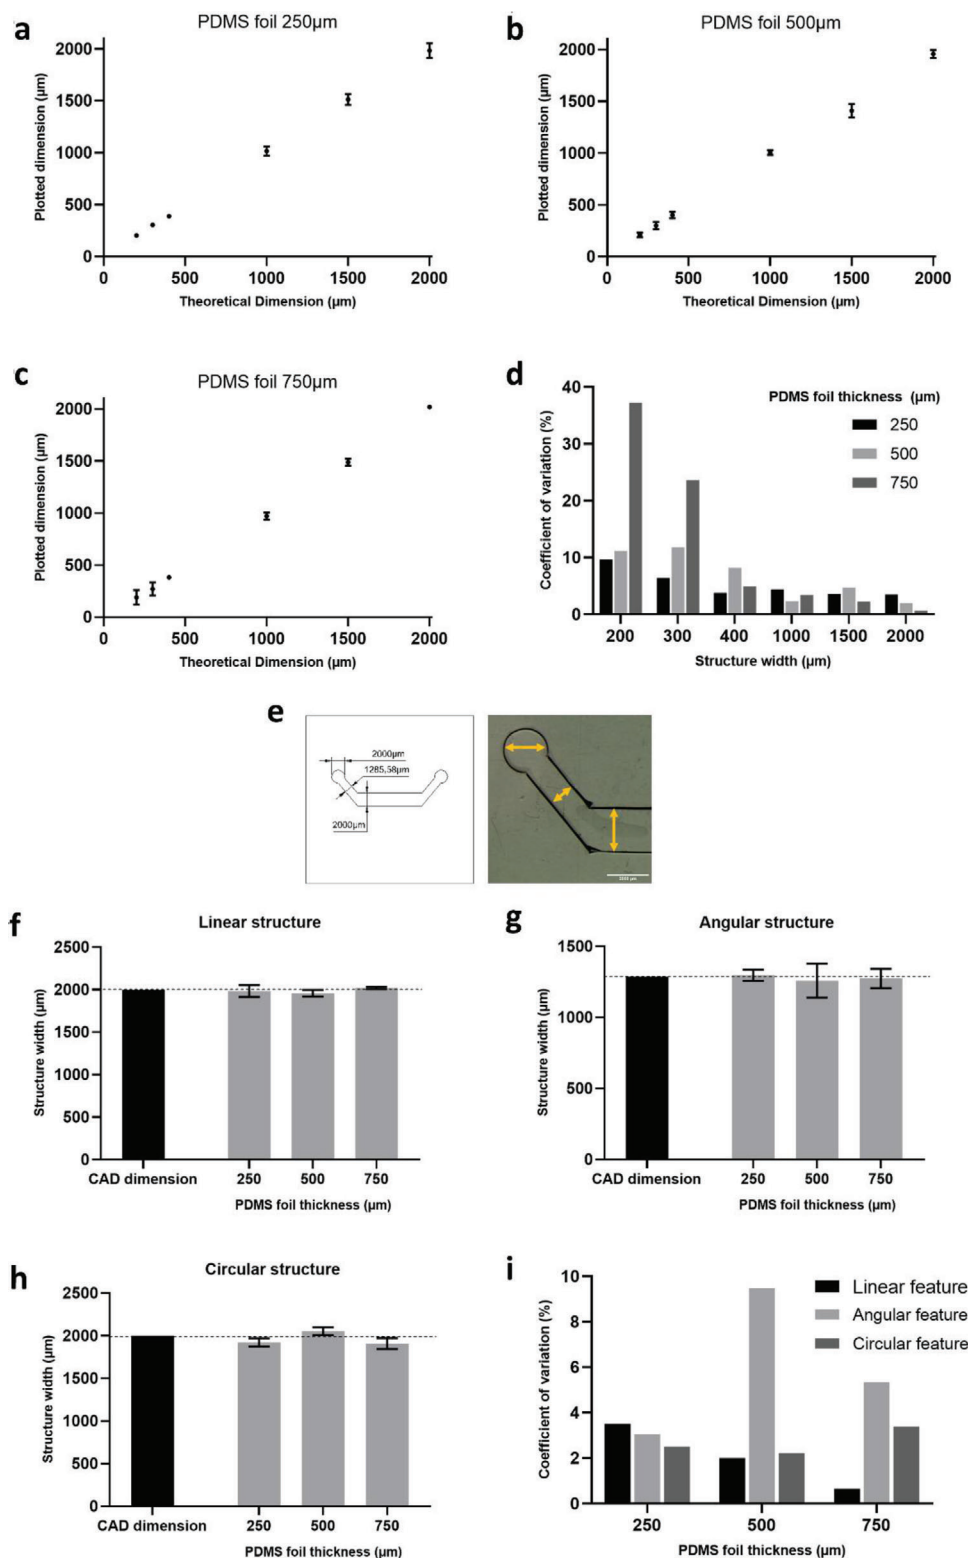 a
PDMS foil 250µm
Plotted dimension (µm)
2000
1500
1000
500
0
0 500 1000 1500 2000
Theoretical Dimension (µm)
b
PDMS foil 500µm
Plotted dimension (µm)
2000
1500
1000
500
0
0 500 1000 1500 2000
Theoretical Dimension (µm)
c
PDMS foil 750µm
Plotted dimension (µm)
2000
1500
1000
500
0
0 500 1000 1500 2000
Theoretical Dimension (µm)
d
PDMS foil thickness (µm)
250
500
750
Coefficient of variation (%)
40
30
20
10
0
200 300 400 1000 1500 2000
Structure width (µm)
e
2000µm
1285,58µm
2000µm
f
Linear structure
Structure width (µm)
2500
2000
1500
1000
500
0
CAD dimension 250 500 750
PDMS foil thickness (µm)
g
Angular structure
Structure width (µm)
1500
1000
500
0
CAD dimension 250 500 750
PDMS foil thickness (µm)
h
Circular structure
Structure width (µm)
2500
2000
1500
1000
500
0
CAD dimension 250 500 750
PDMS foil thickness (µm)
i
Linear feature
Angular feature
Circular feature
Coefficient of variation (%)
10
8
6
4
2
0
250 500 750
PDMS foil thickness (µm)